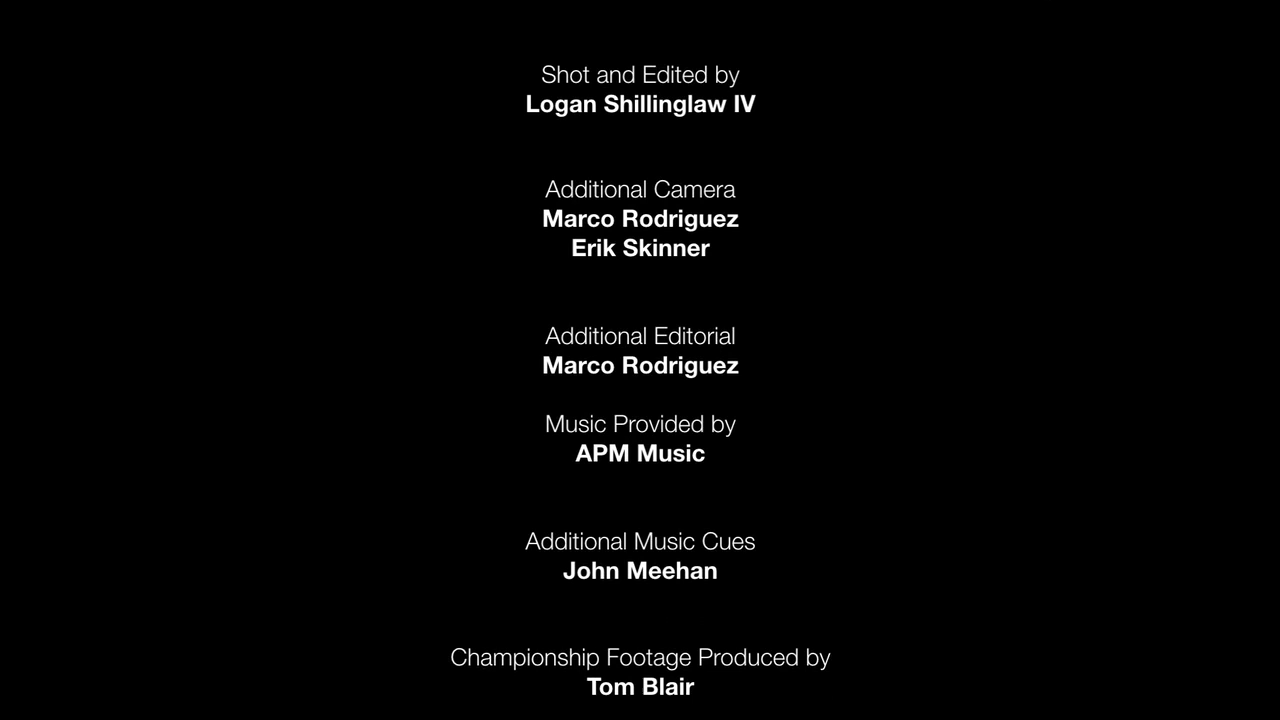 Shot and Edited by
Logan Shillinglaw IV
Additional Camera
Marco Rodriguez
Erik Skinner
Additional Editorial
Marco Rodriguez
Music Provided by
APM Music
Additional Music Cues
John Meehan
Championship Footage Produced by
Tom Blair